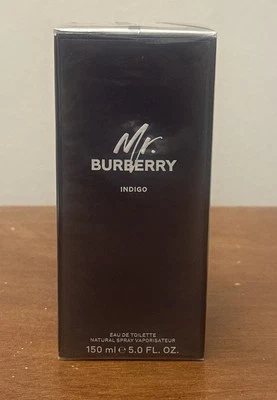 Mr.
BURBERRY
INDIGO
EAU DE TOILETTE
NATURAL SPRAY VAPORISATEUR
150 ml ℮ 5.0 FL. OZ.